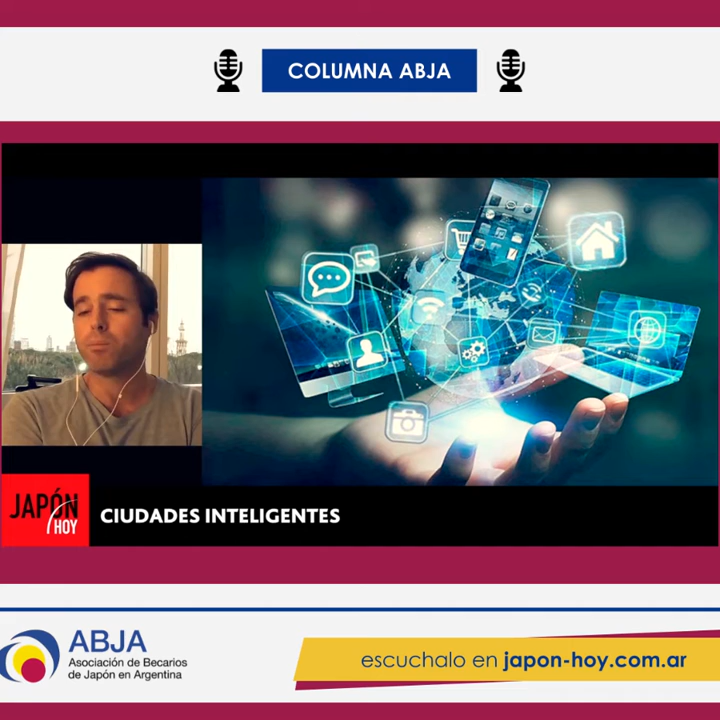 COLUMNA ABJA
JAPÓN
HOY
CIUDADES INTELIGENTES
ABJA
Asociación de Becarios
de Japón en Argentina
escuchalo en japon-hoy.com.ar